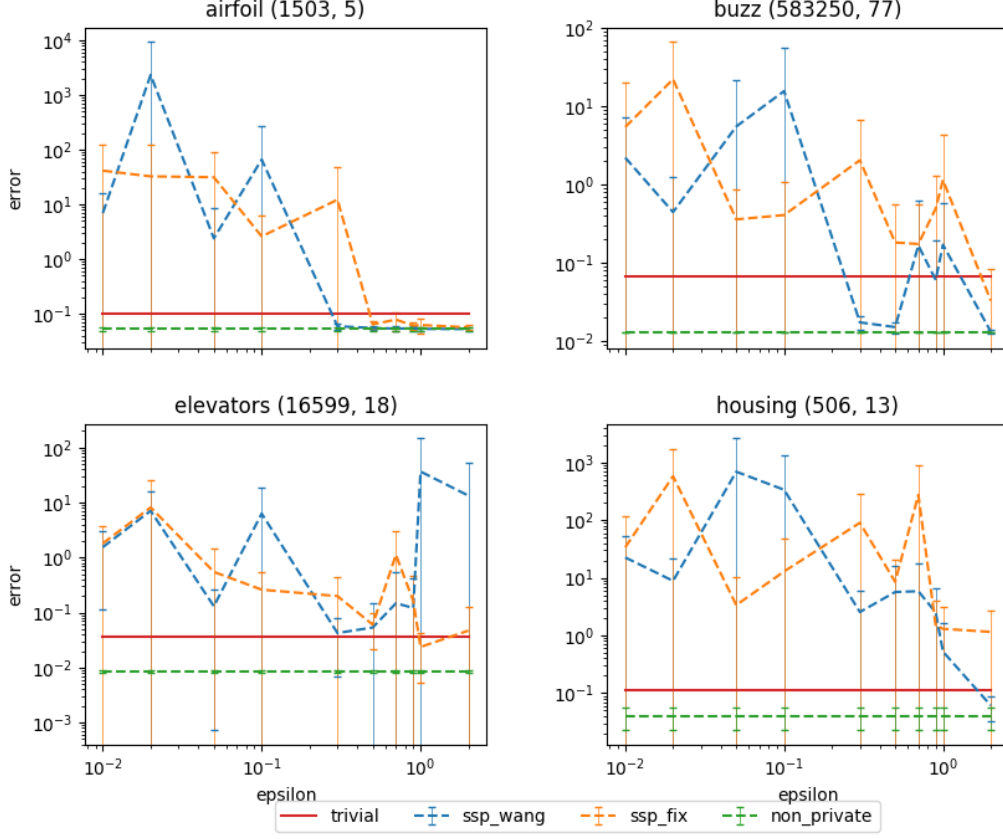 airfoil (1503, 5)
buzz (583250, 77)
10^4
10^3
10^2
10^1
10^0
10^-1
error
10^2
10^1
10^0
10^-1
10^-2
elevators (16599, 18)
housing (506, 13)
10^2
10^1
10^0
10^-1
10^-2
10^-3
error
10^3
10^2
10^1
10^0
10^-1
10^-2 10^-1 10^0
10^-2 10^-1 10^0
epsilon
epsilon
trivial ssp_wang ssp_fix non_private